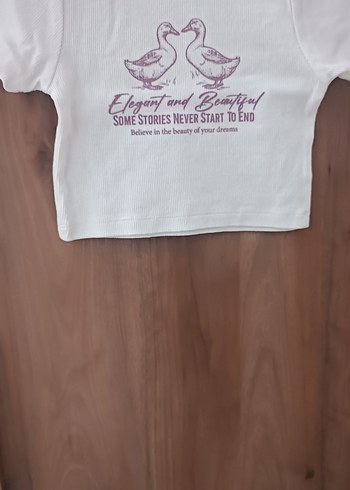 Elegant and Beautiful
SOME STORIES NEVER START TO END
Believe in the beauty of your dreams